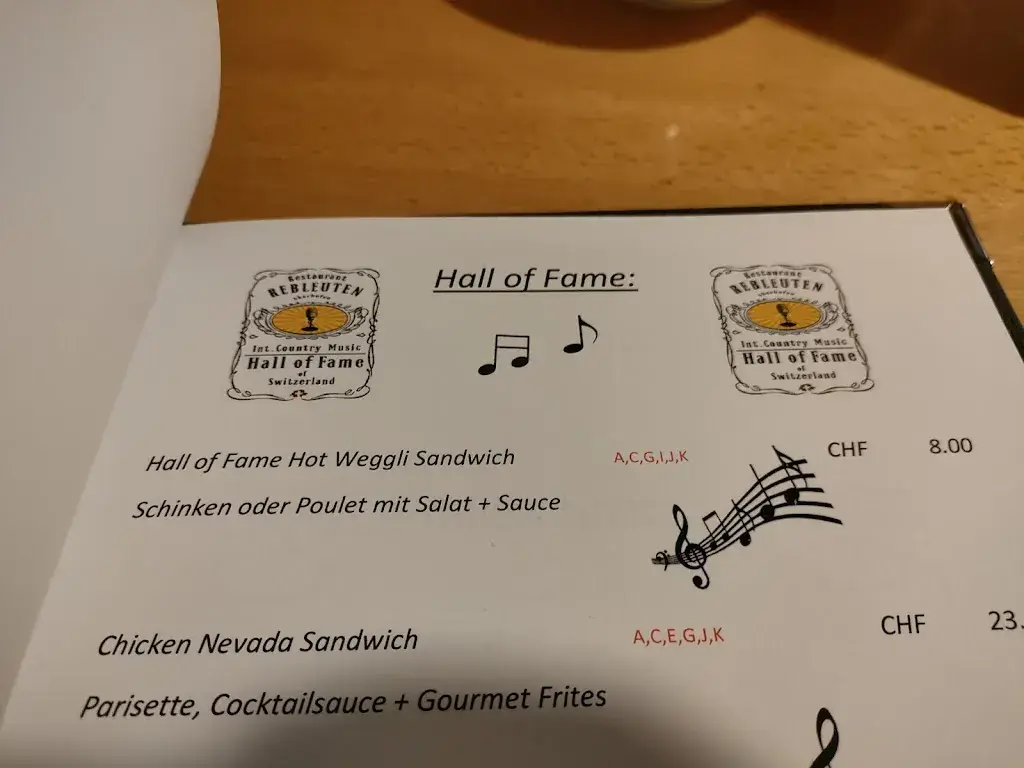 Hall of Fame:
Restaurant
REBLEUTEN
Int.Country Music
Hall of Fame
of
Switzerland
Restaurant
REBLEUTEN
Int.Country Music
Hall of Fame
of
Switzerland
Hall of Fame Hot Weggli Sandwich A,C,G,I,J,K CHF 8.00
Schinken oder Poulet mit Salat + Sauce
Chicken Nevada Sandwich A,C,E,G,J,K CHF 23.
Parisette, Cocktailsauce + Gourmet Frites